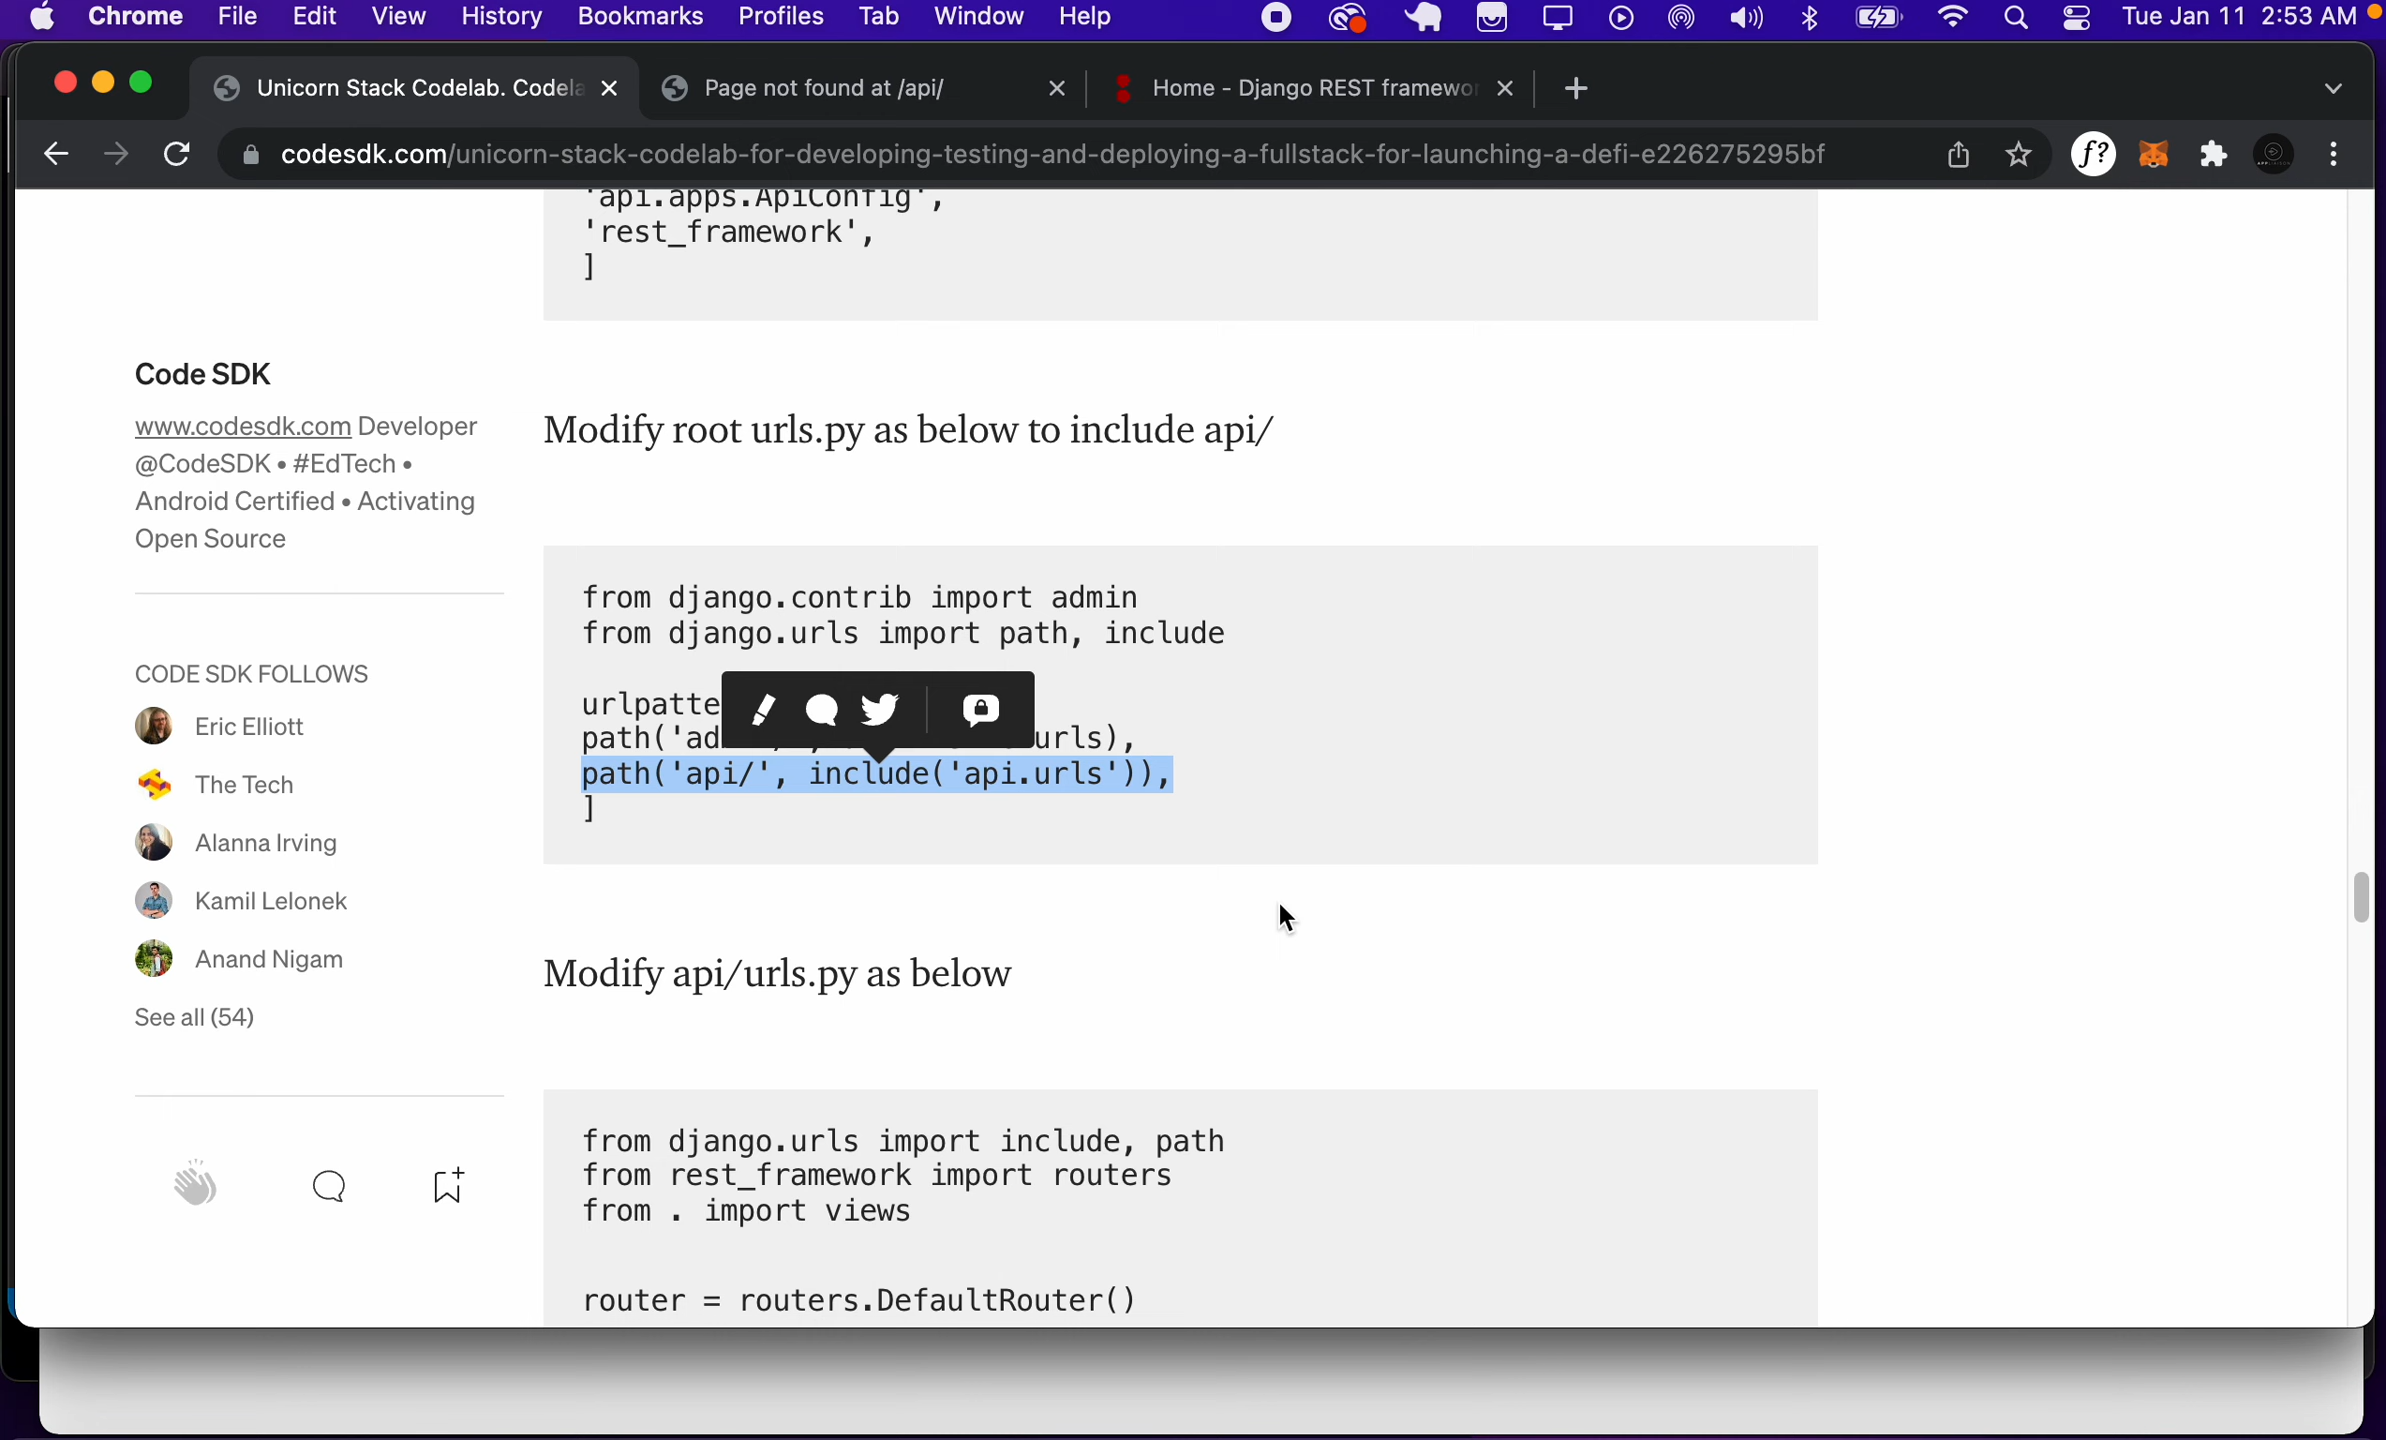 Chrome File Edit View History Bookmarks Profiles Tab Window Help Tue Jan 11 2:53 AM
Unicorn Stack Codelab. Codela Page not found at /api/ Home - Django REST framewor
codesdk.com/unicorn-stack-codelab-for-developing-testing-and-deploying-a-fullstack-for-launching-a-defi-e226275295bf f?
'api.apps.ApiConfig',
'rest_framework',
]
Code SDK
www.codesdk.com Developer
@CodeSDK • #EdTech •
Android Certified • Activating
Open Source
CODE SDK FOLLOWS
Eric Elliott
The Tech
Alanna Irving
Kamil Lelonek
Anand Nigam
See all (54)
Modify root urls.py as below to include api/
from django.contrib import admin
from django.urls import path, include
urlpatte
path('ad urls),
path('api/', include('api.urls')),
]
Modify api/urls.py as below
from django.urls import include, path
from rest_framework import routers
from . import views
router = routers.DefaultRouter()